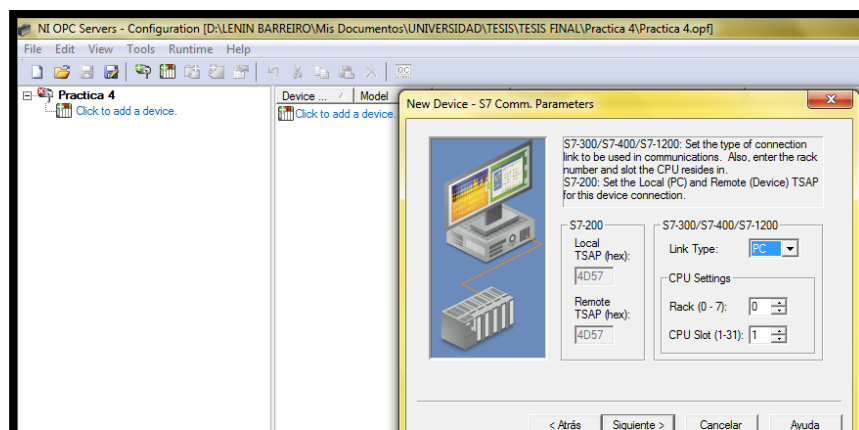 NI OPC Servers - Configuration [D:\LENIN BARREIRO\Mis Documentos\UNIVERSIDAD\TESIS\TESIS FINAL\Practica 4\Practica 4.opf]
File Edit View Tools Runtime Help
Practica 4
Click to add a device.
Device ... / Model
Click to add a device.
New Device - S7 Comm. Parameters
S7-300/S7-400/S7-1200: Set the type of connection
link to be used in communications. Also, enter the rack
number and slot the CPU resides in.
S7-200: Set the Local (PC) and Remote (Device) TSAP
for this device connection.
S7-200
Local
TSAP (hex):
4D57
Remote
TSAP (hex):
4D57
S7-300/S7-400/S7-1200
Link Type: PC
CPU Settings
Rack (0 - 7): 0
CPU Slot (1-31): 1
< Atrás Siguiente > Cancelar Ayuda